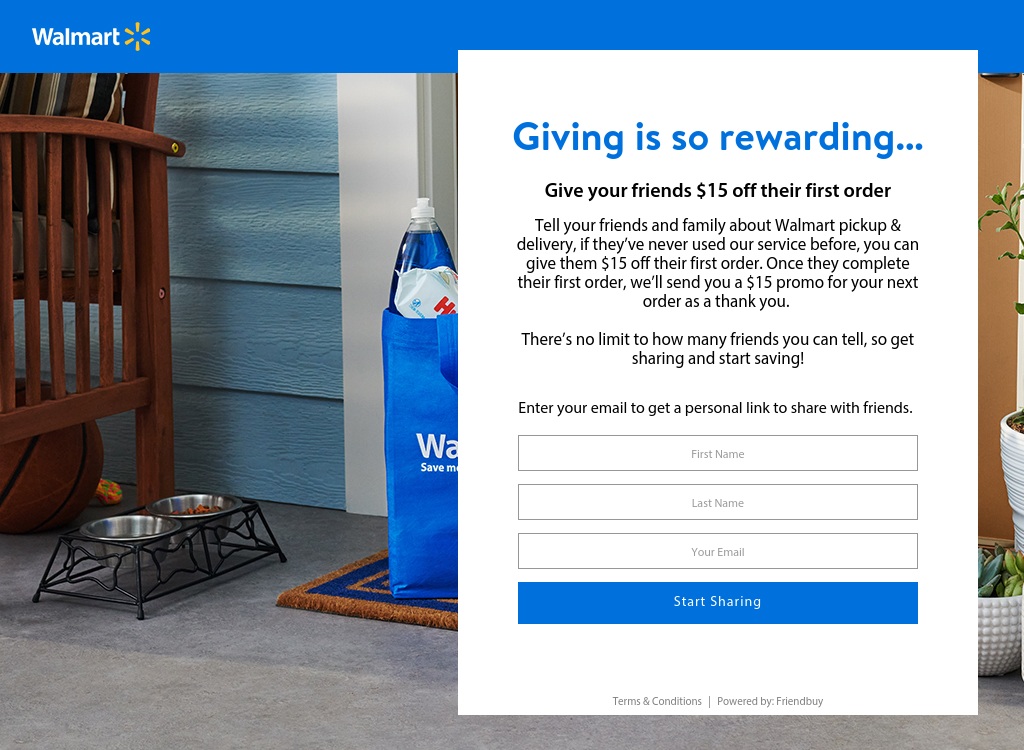 Walmart
Giving is so rewarding...
Give your friends $15 off their first order
Tell your friends and family about Walmart pickup &
delivery, if they've never used our service before, you can
give them $15 off their first order. Once they complete
their first order, we'll send you a $15 promo for your next
order as a thank you.
There's no limit to how many friends you can tell, so get
sharing and start saving!
Enter your email to get a personal link to share with friends.
First Name
Last Name
Your Email
Start Sharing
Terms & Conditions | Powered by: Friendbuy
Wa
Save